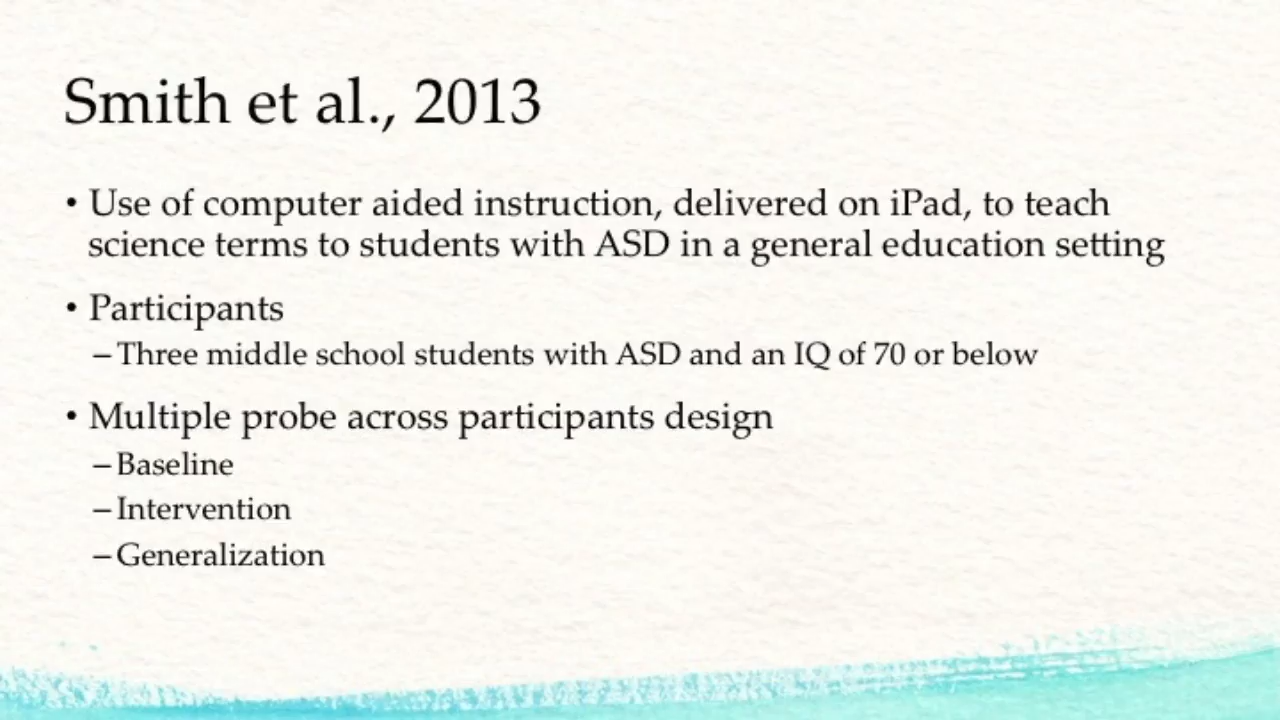 Smith et al., 2013
• Use of computer aided instruction, delivered on iPad, to teach
science terms to students with ASD in a general education setting
• Participants
– Three middle school students with ASD and an IQ of 70 or below
• Multiple probe across participants design
– Baseline
– Intervention
– Generalization